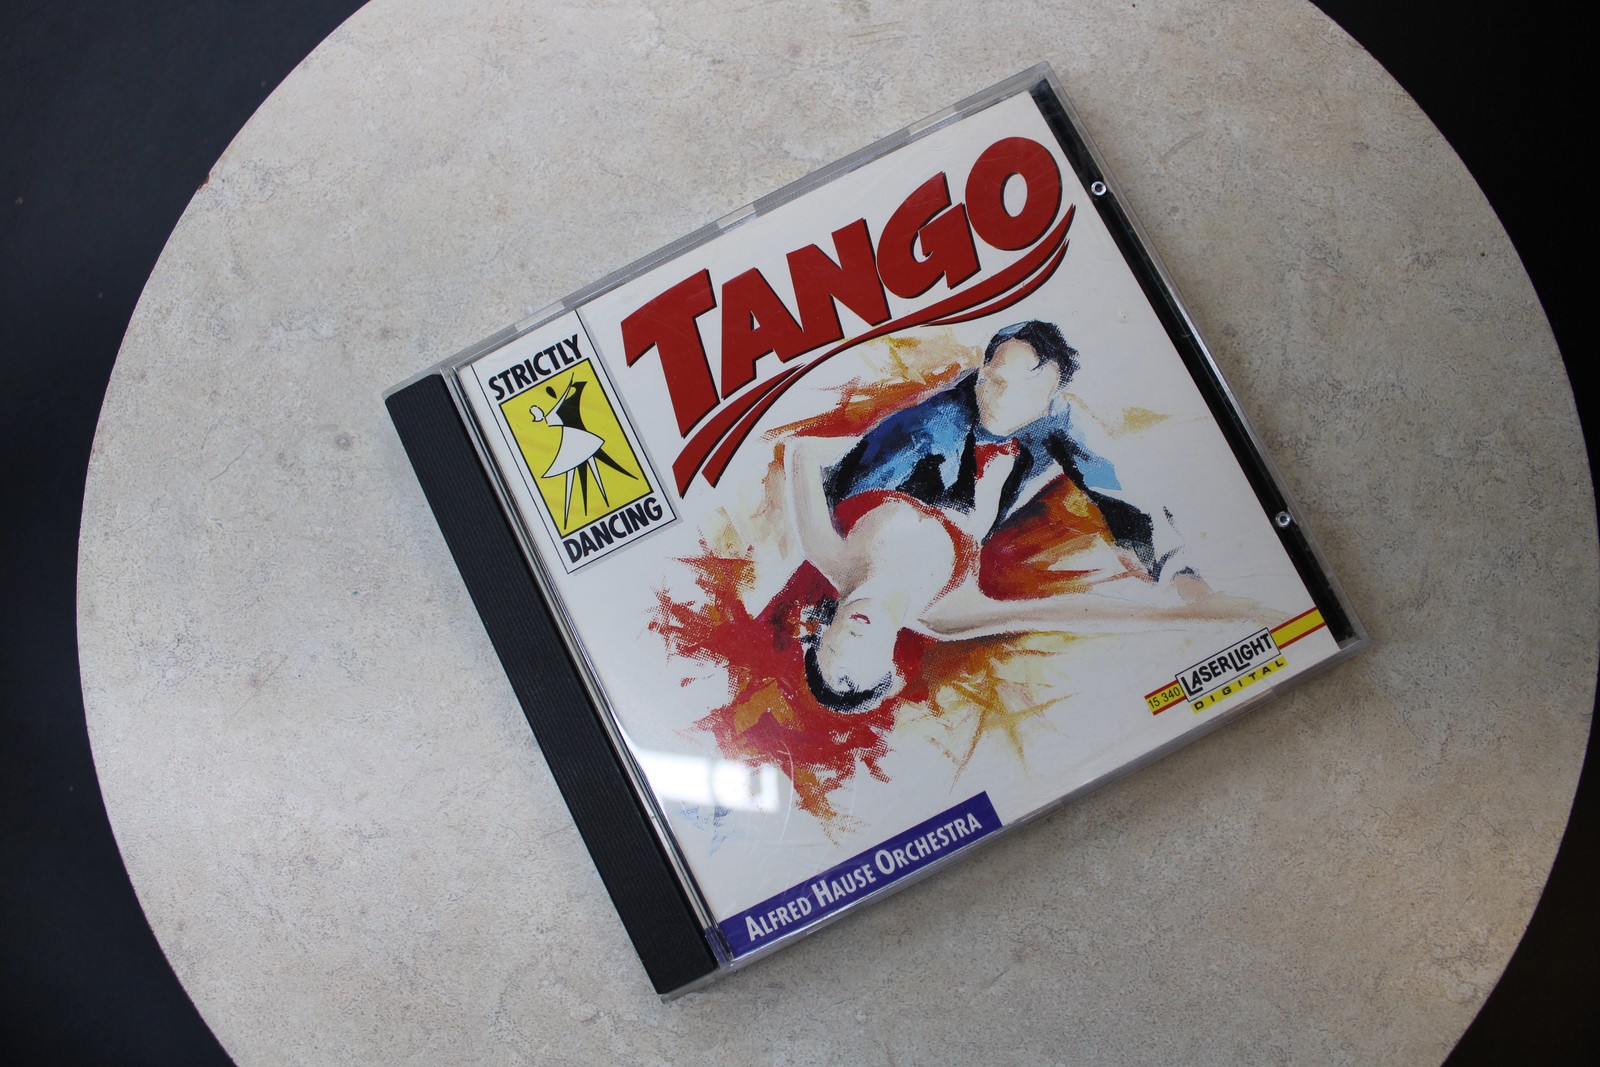 TANGO
STRICTLY
DANCING
15 340
LASERLIGHT
DIGITAL
ALFRED HAUSE ORCHESTRA